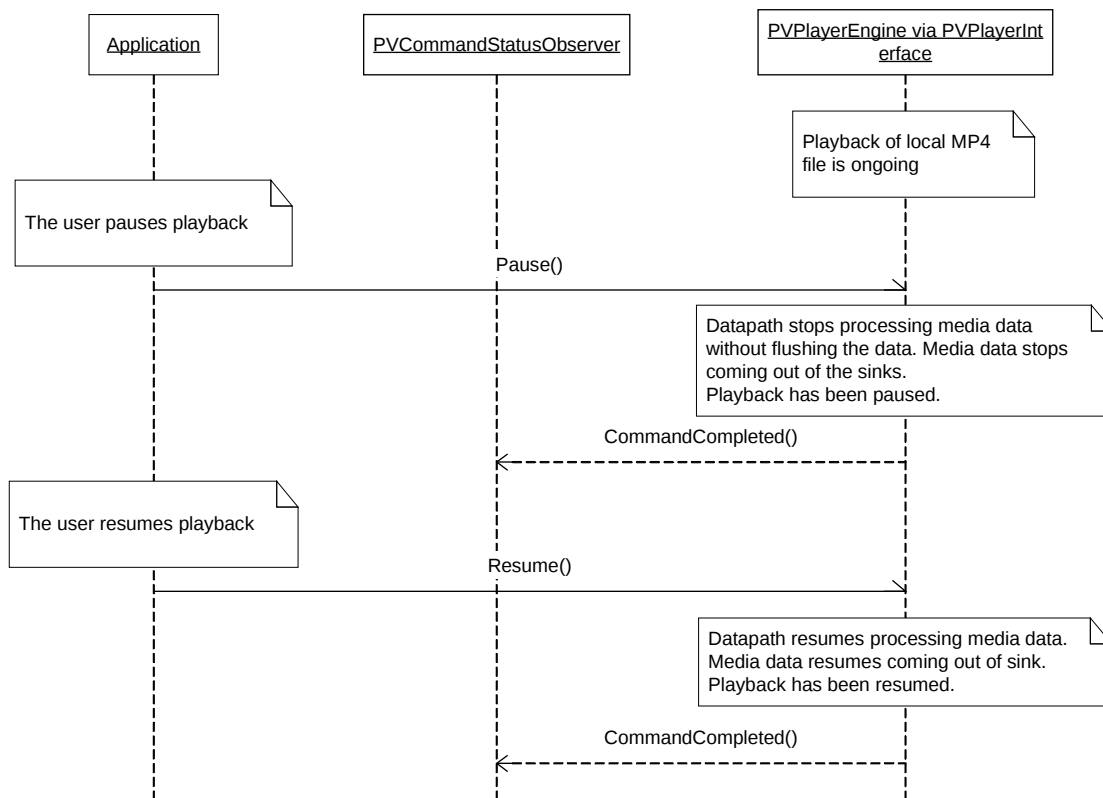 Application
PVCommandStatusObserver
PVPlayerEngine via PVPlayerInt
erface
Playback of local MP4
file is ongoing
The user pauses playback
Pause()
Datapath stops processing media data
without flushing the data. Media data stops
coming out of the sinks.
Playback has been paused.
CommandCompleted()
The user resumes playback
Resume()
Datapath resumes processing media data.
Media data resumes coming out of sink.
Playback has been resumed.
CommandCompleted()